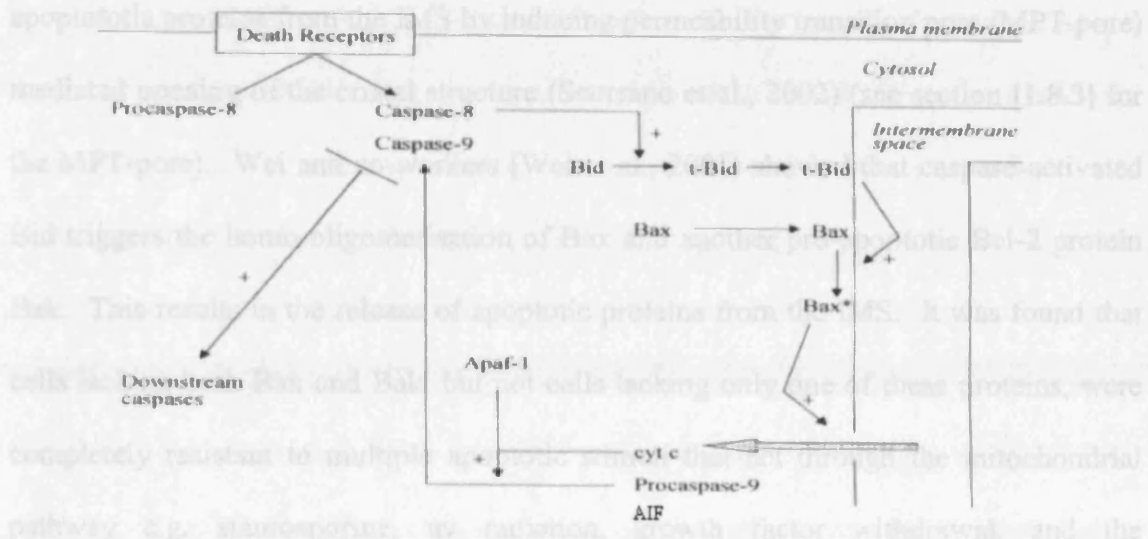 apoptototic proteins from the IMS by inducing permeability transition pore (MPT-pore)
Death Receptors
Plasma membrane
mediated opening of the cristal structure (Scorrano et al., 2002) (see section [1.8.3] for
Cytosol
Procaspase-8
Caspase-8
+
Intermembrane
space
Caspase-9
the MPT-pore). Wei and co-workers (Wei et al., 2001) showed that caspase-activated
Bid
t-Bid
t-Bid
Bid triggers the homo-oligomerisation of Bax and another pro-apoptotic Bcl-2 protein
Bax
Bax
+
+
Bak. This results in the release of apoptotic proteins from the IMS. It was found that
Bax*
Apaf-1
cells lacking both Bax and Bak, but not cells lacking only one of these proteins, were
Downstream
caspases
+
completely resistant to multiple apoptotic stimuli that act through the mitochondrial
cyt c
Procaspase-9
AIF
pathway e.g. staurosporine, uv radiation, growth factor withdrawal, and the